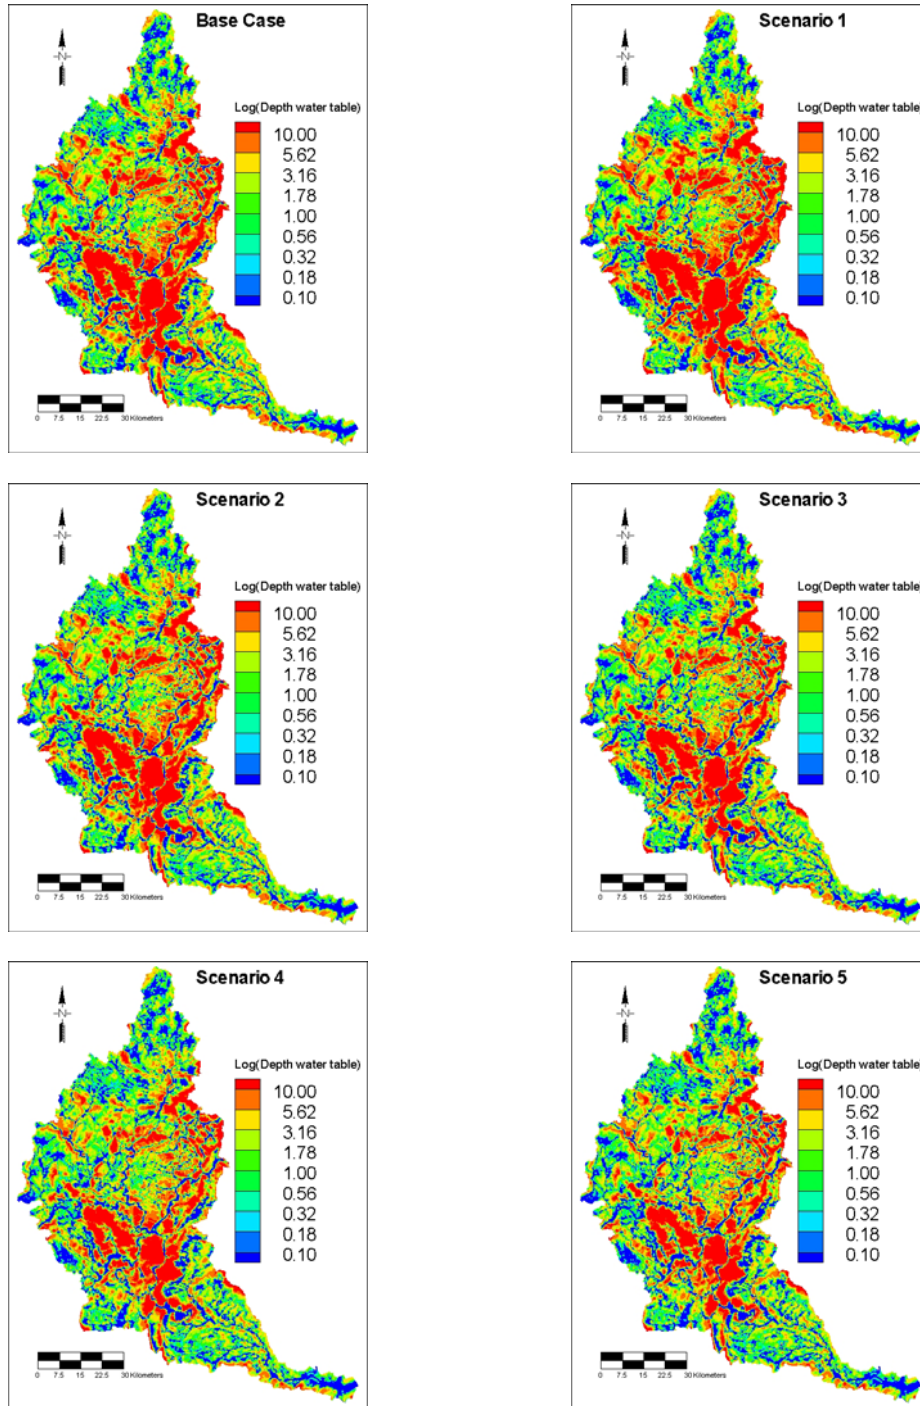 Base Case
N
Log(Depth water table)
10.00
5.62
3.16
1.78
1.00
0.56
0.32
0.18
0.10
0 7.5 15 22.5 30 Kilometers
Scenario 1
N
Log(Depth water table)
10.00
5.62
3.16
1.78
1.00
0.56
0.32
0.18
0.10
0 7.5 15 22.5 30 Kilometers
Scenario 2
N
Log(Depth water table)
10.00
5.62
3.16
1.78
1.00
0.56
0.32
0.18
0.10
0 7.5 15 22.5 30 Kilometers
Scenario 3
N
Log(Depth water table)
10.00
5.62
3.16
1.78
1.00
0.56
0.32
0.18
0.10
0 7.5 15 22.5 30 Kilometers
Scenario 4
N
Log(Depth water table)
10.00
5.62
3.16
1.78
1.00
0.56
0.32
0.18
0.10
0 7.5 15 22.5 30 Kilometers
Scenario 5
N
Log(Depth water table)
10.00
5.62
3.16
1.78
1.00
0.56
0.32
0.18
0.10
0 7.5 15 22.5 30 Kilometers